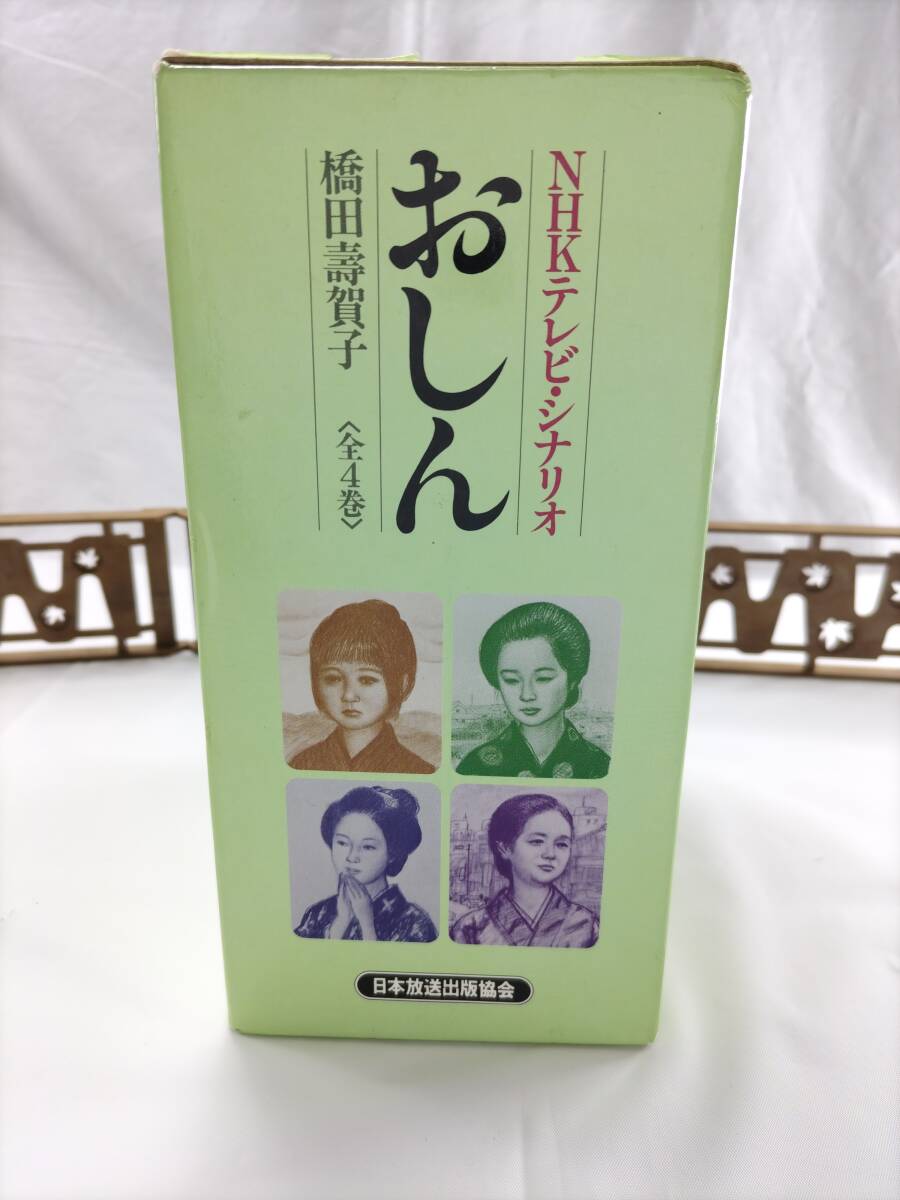 NHKテレビ・シナリオ
おしん
橋田壽賀子 〈全4巻〉
日本放送出版協会